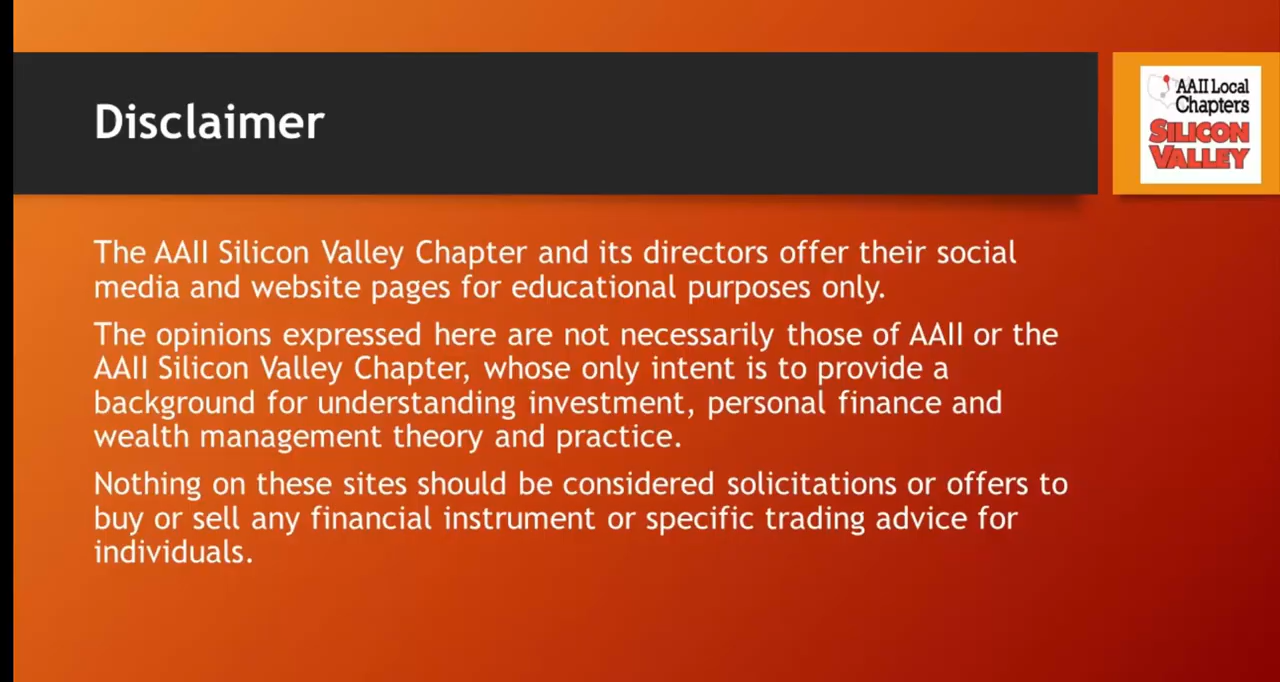 Disclaimer
AAII Local
Chapters
SILICON
VALLEY
The AAII Silicon Valley Chapter and its directors offer their social
media and website pages for educational purposes only.
The opinions expressed here are not necessarily those of AAII or the
AAII Silicon Valley Chapter, whose only intent is to provide a
background for understanding investment, personal finance and
wealth management theory and practice.
Nothing on these sites should be considered solicitations or offers to
buy or sell any financial instrument or specific trading advice for
individuals.